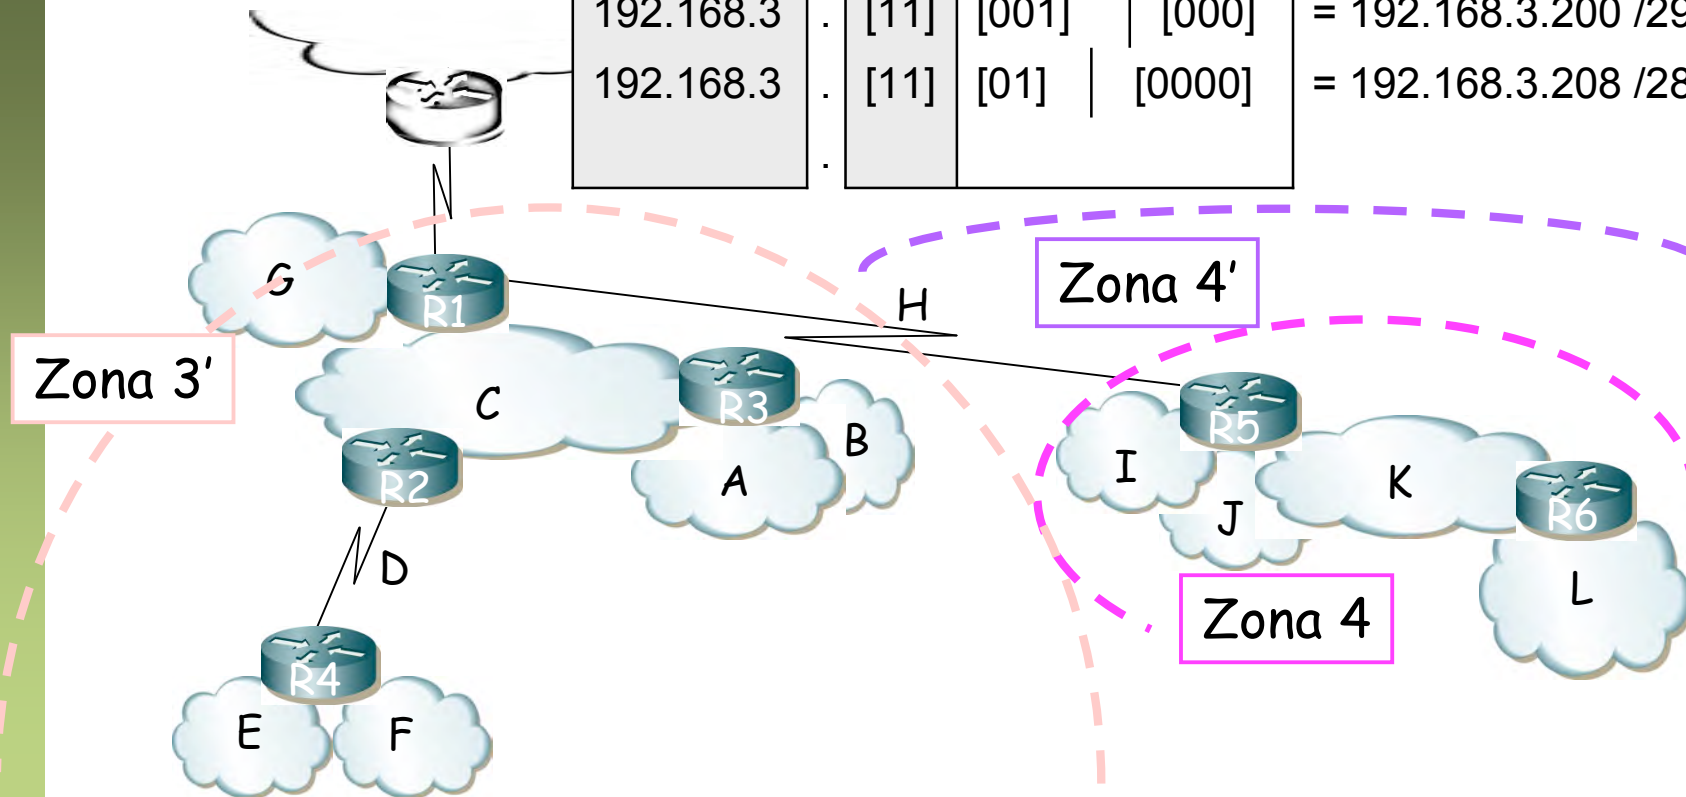 192.168.3 . [11] [001] | [000] = 192.168.3.200 /29
192.168.3 . [11] [01] | [0000] = 192.168.3.208 /28
.
Zona 4'
G
R1
H
Zona 3'
C
R3
B
R5
I
A
K
R2
J
R6
D
L
Zona 4
R4
E
F